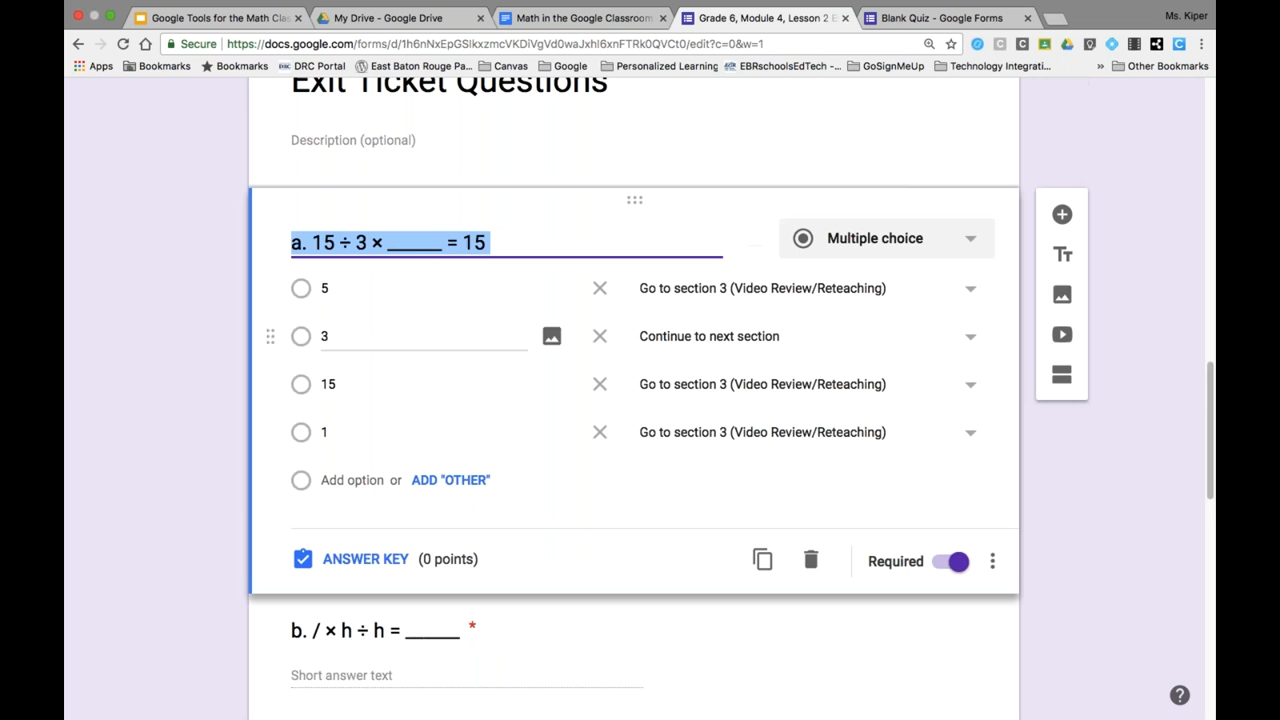 Google Tools for the Math Clas
My Drive - Google Drive
Math in the Google Classroom
Grade 6, Module 4, Lesson 2 E
Blank Quiz - Google Forms
Ms. Kiper
Secure
https://docs.google.com/forms/d/1h6nNxEpGSlkxzmcVKDiVgVd0waJxhl6xnFTRk0QVCt0/edit?c=0&w=1
Apps
Bookmarks
Bookmarks
DRC Portal
East Baton Rouge Pa...
Canvas
Google
Personalized Learning
EBRschoolsEdTech -...
GoSignMeUp
Technology Integrati...
»
Other Bookmarks
Exit Ticket Questions
Description (optional)
a. 15 ÷ 3 × _____ = 15
Multiple choice
5
Go to section 3 (Video Review/Reteaching)
3
Continue to next section
15
Go to section 3 (Video Review/Reteaching)
1
Go to section 3 (Video Review/Reteaching)
Add option or ADD "OTHER"
ANSWER KEY (0 points)
Required
b. / × h ÷ h = _____ *
Short answer text